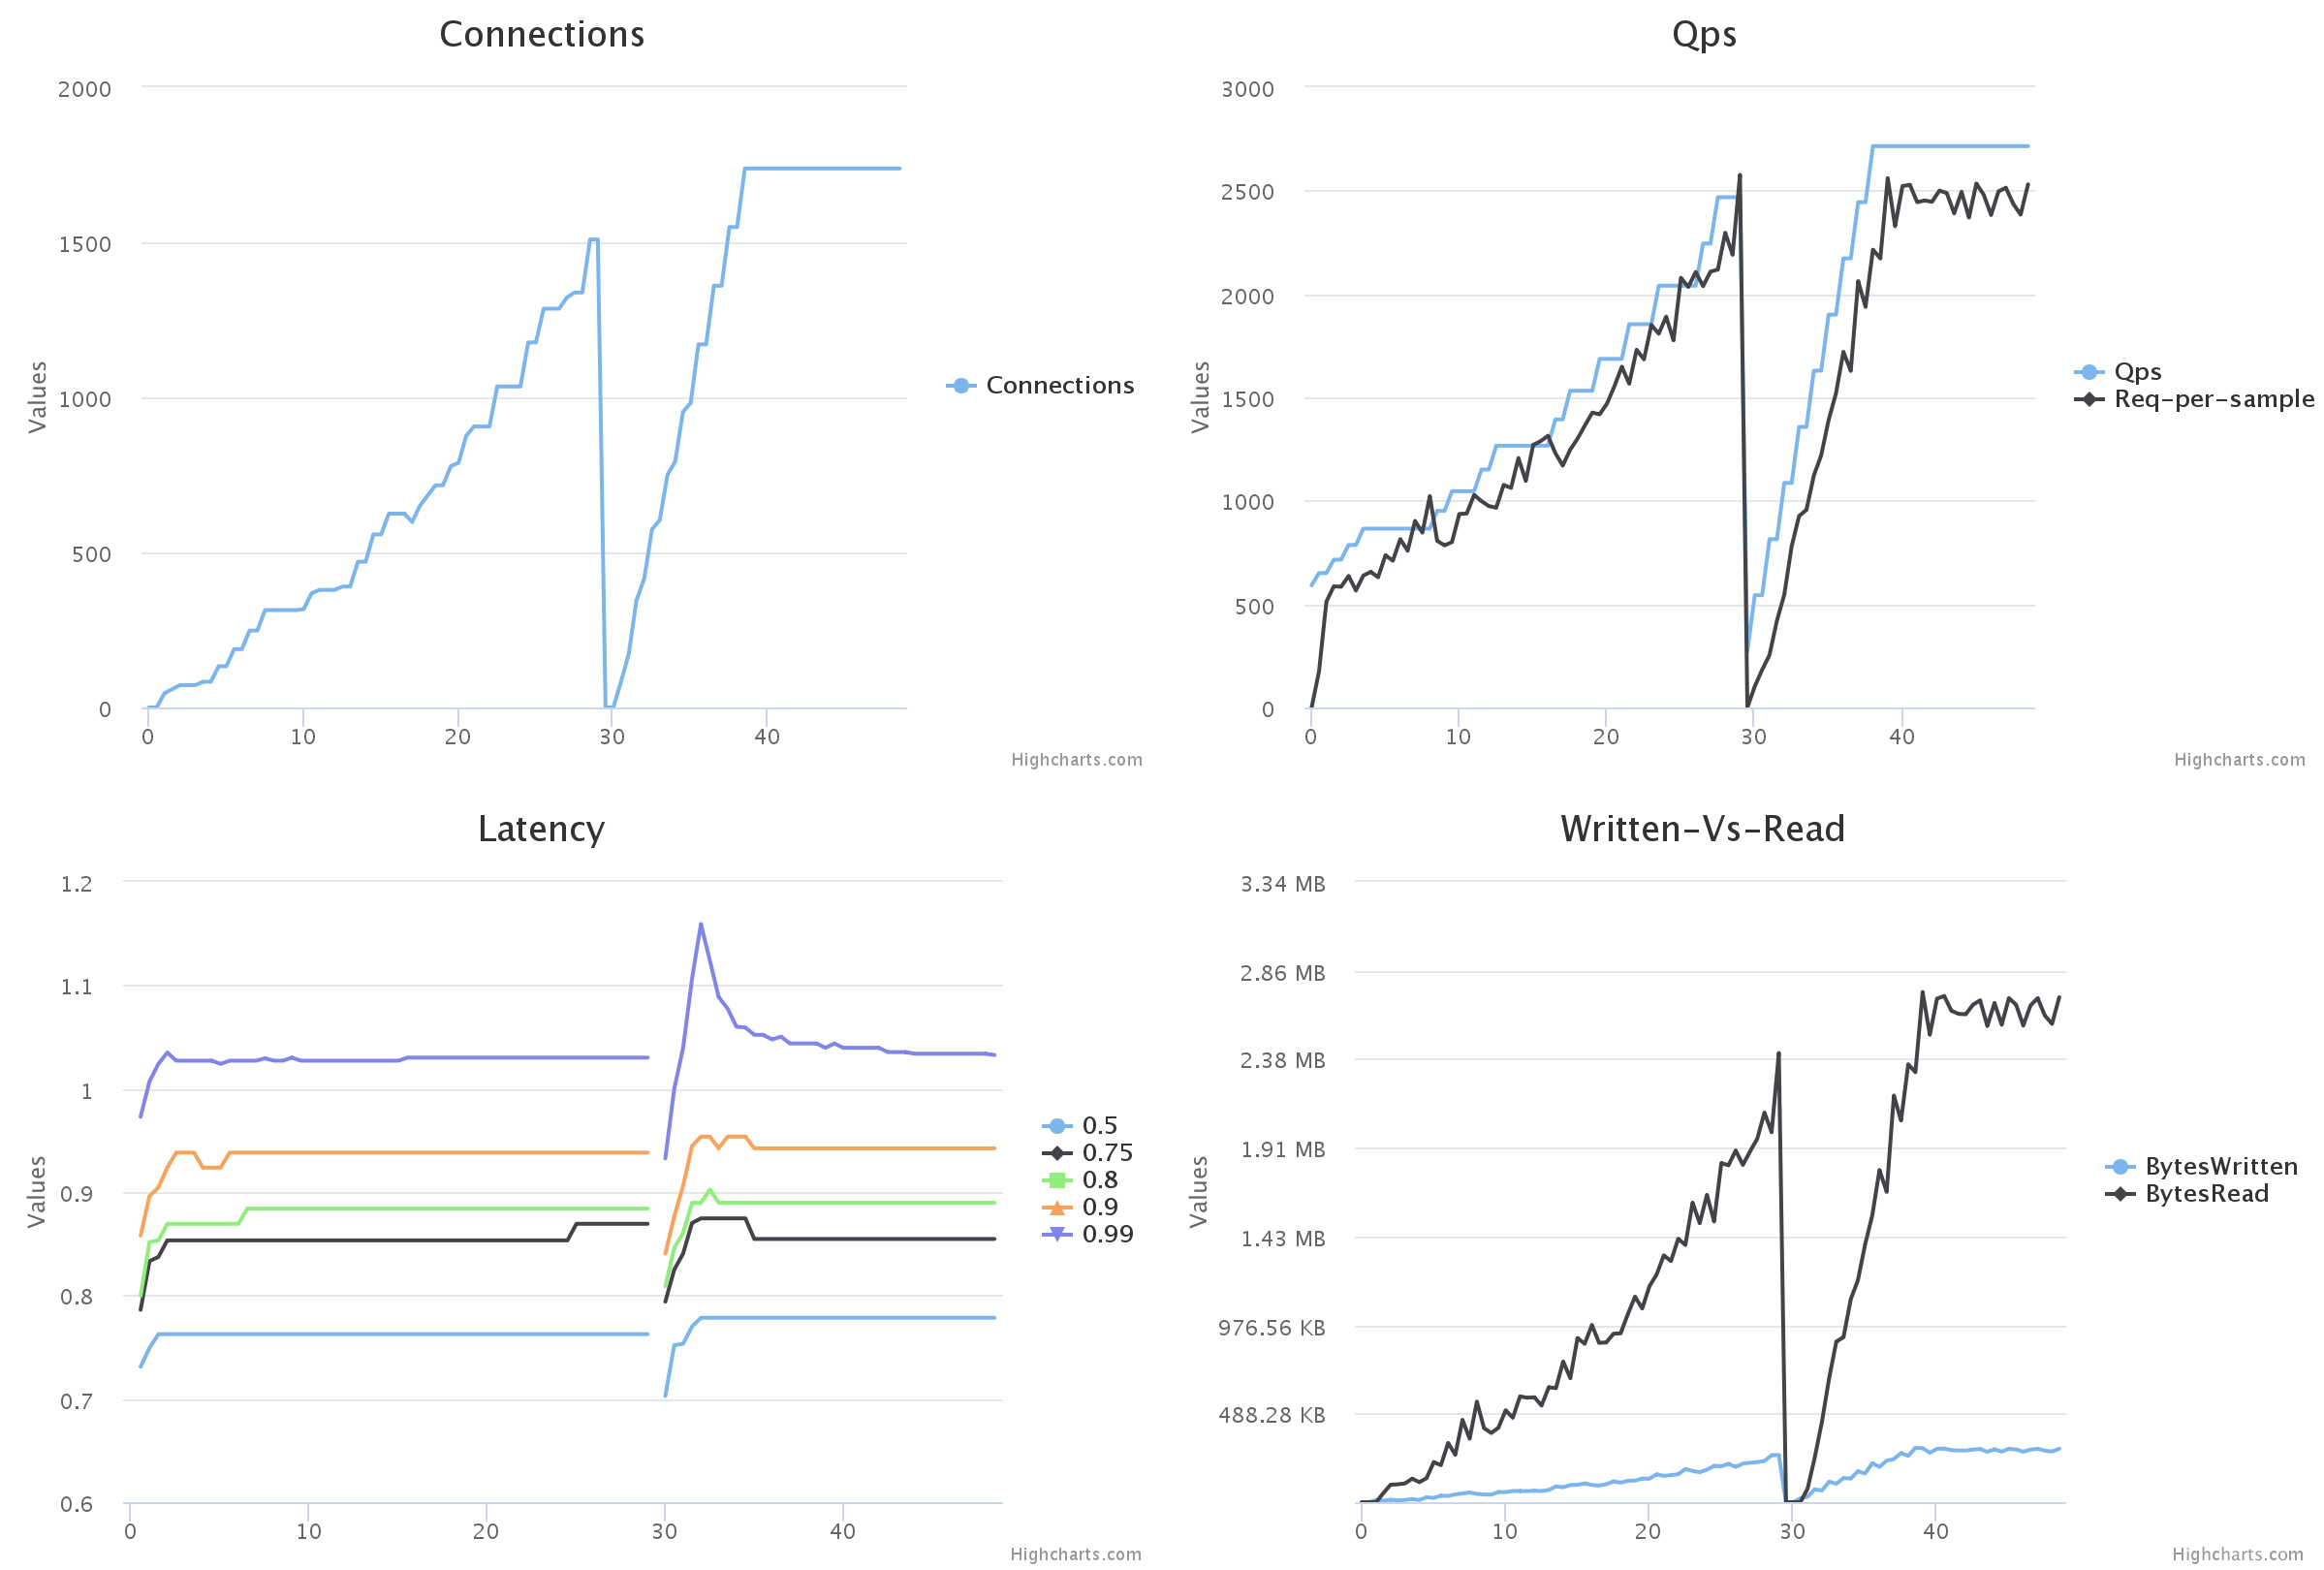 Connections
2000
1500
1000
500
0
Values
0 10 20 30 40
Connections
Highcharts.com
Qps
3000
2500
2000
1500
1000
500
0
Values
0 10 20 30 40
Qps
Req-per-sample
Highcharts.com
Latency
1.2
1.1
1
0.9
0.8
0.7
0.6
Values
0 10 20 30 40
0.5
0.75
0.8
0.9
0.99
Highcharts.com
Written-Vs-Read
3.34 MB
2.86 MB
2.38 MB
1.91 MB
1.43 MB
976.56 KB
488.28 KB
Values
0 10 20 30 40
BytesWritten
BytesRead
Highcharts.com